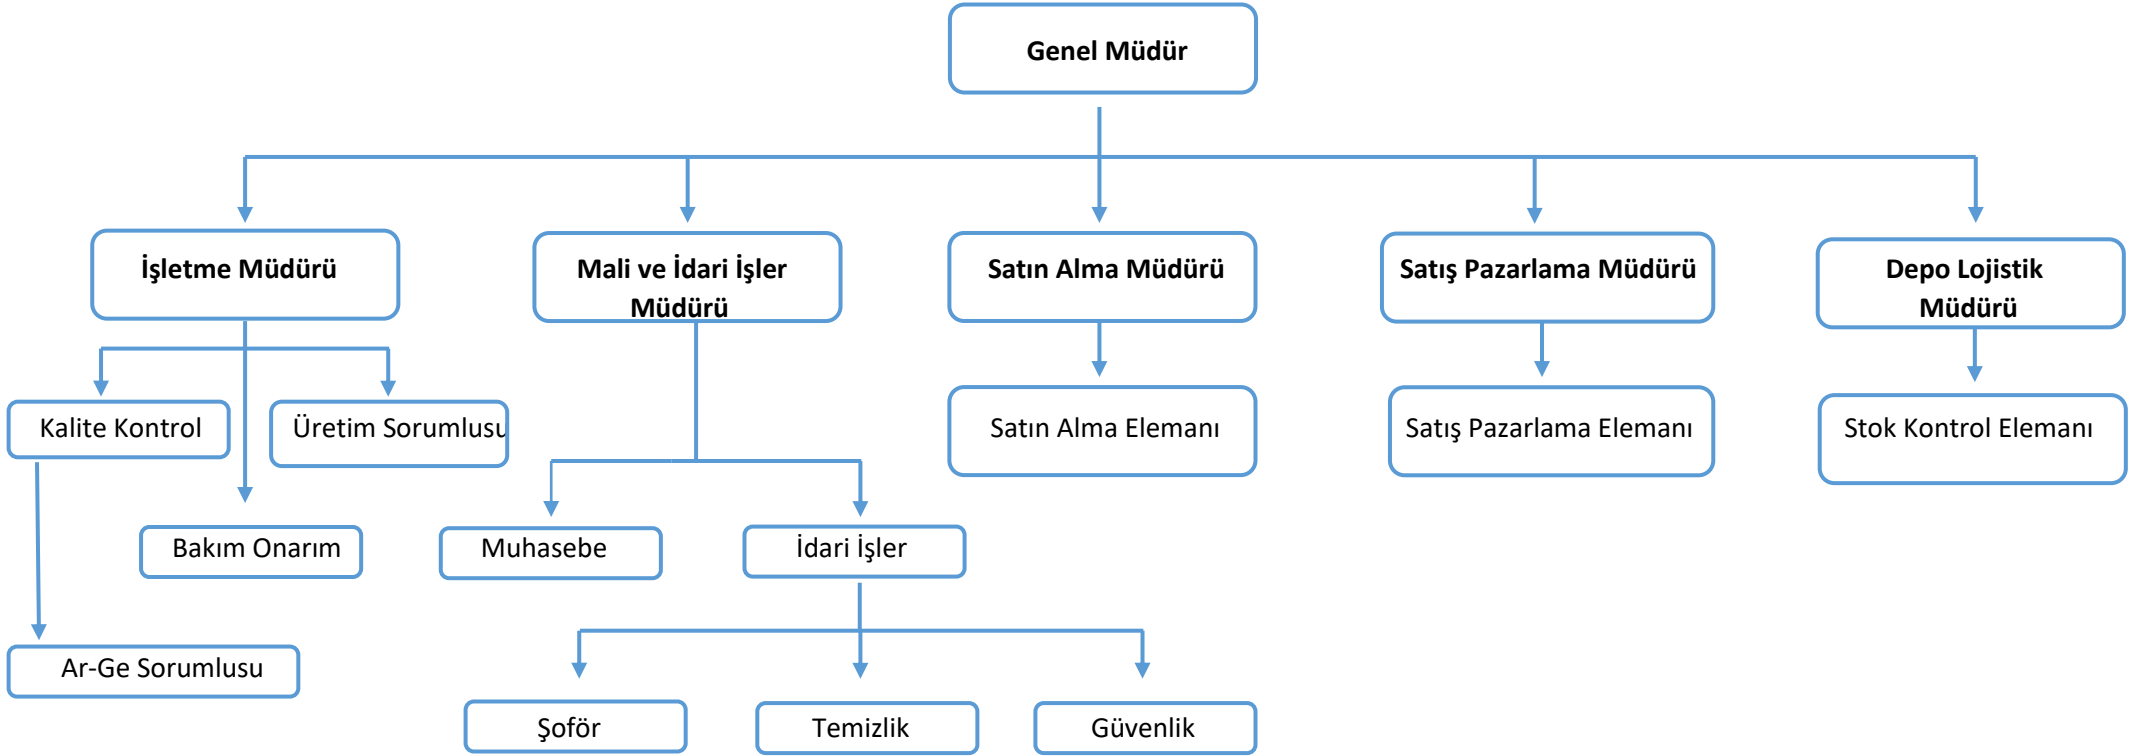 Genel Müdür
İşletme Müdürü
Mali ve İdari İşler
Müdürü
Satın Alma Müdürü
Satış Pazarlama Müdürü
Depo Lojistik
Müdürü
Kalite Kontrol
Üretim Sorumlusu
Satın Alma Elemanı
Satış Pazarlama Elemanı
Stok Kontrol Elemanı
Bakım Onarım
Muhasebe
İdari İşler
Ar-Ge Sorumlusu
Şoför
Temizlik
Güvenlik